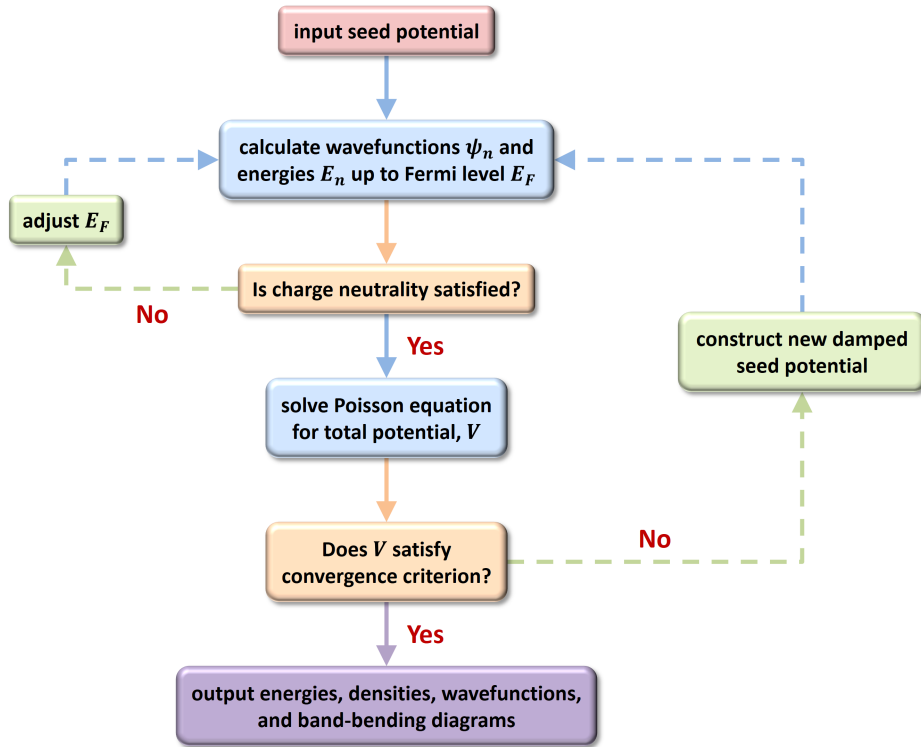 input seed potential
calculate wavefunctions ψₙ and
energies Eₙ up to Fermi level E_F
adjust E_F
Is charge neutrality satisfied?
No
Yes
construct new damped
seed potential
solve Poisson equation
for total potential, V
Does V satisfy
convergence criterion?
No
Yes
output energies, densities, wavefunctions,
and band-bending diagrams